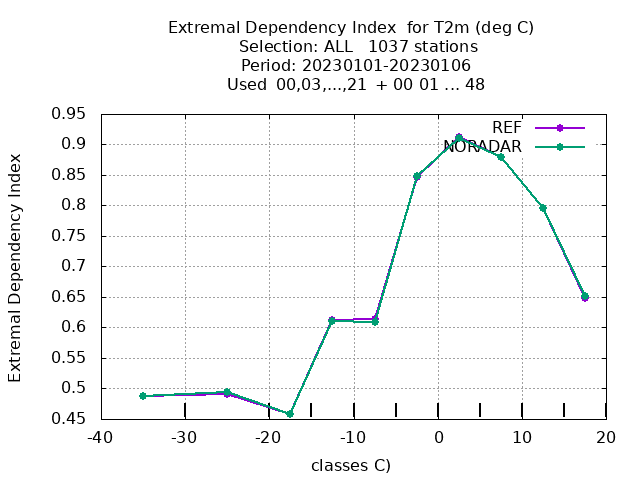 Extremal Dependency Index  for T2m (deg C)
Selection: ALL   1037 stations
Period: 20230101-20230106
Used  00,03,...,21  + 00 01 ... 48
REF
NORADAR
Extremal Dependency Index
0.95
0.9
0.85
0.8
0.75
0.7
0.65
0.6
0.55
0.5
0.45
-40
-30
-20
-10
0
10
20
classes C)